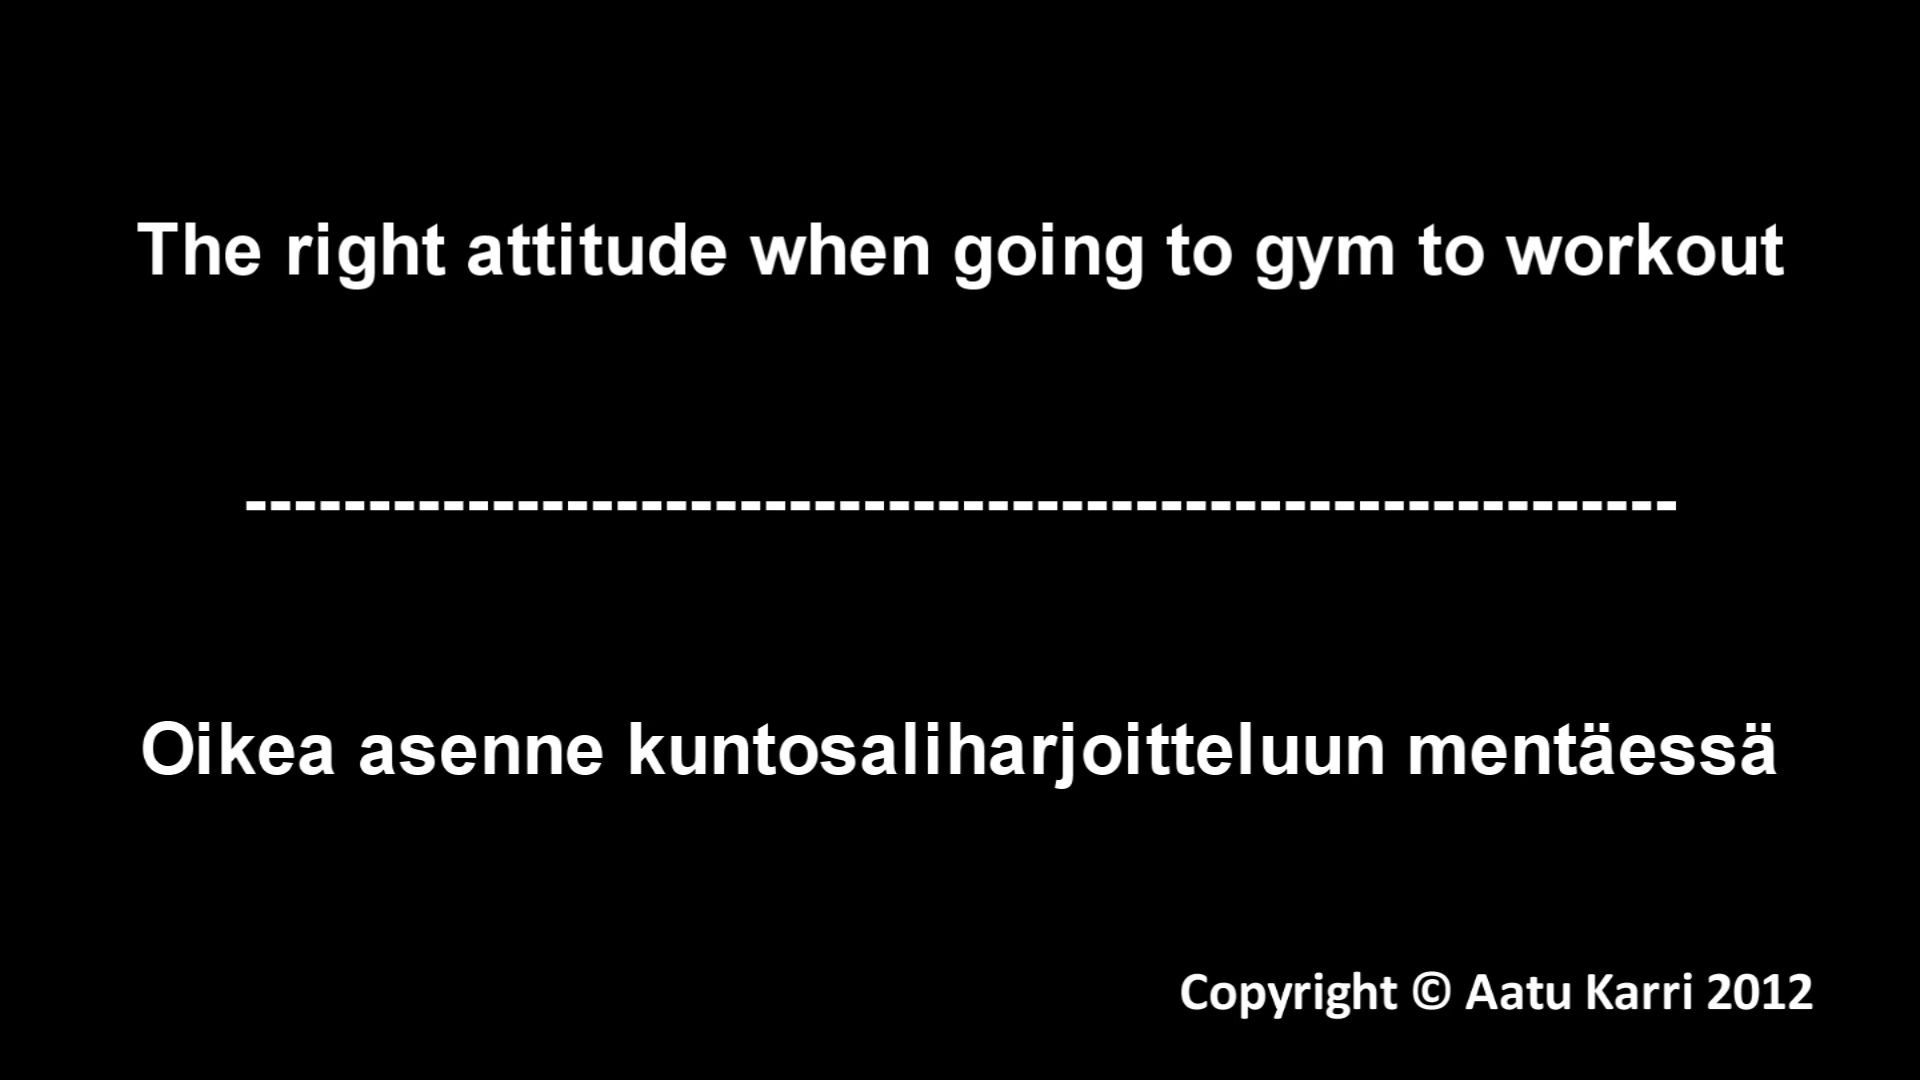 The right attitude when going to gym to workout
----------------------------------------------------------
Oikea asenne kuntosaliharjoitteluun mentäessä
Copyright © Aatu Karri 2012